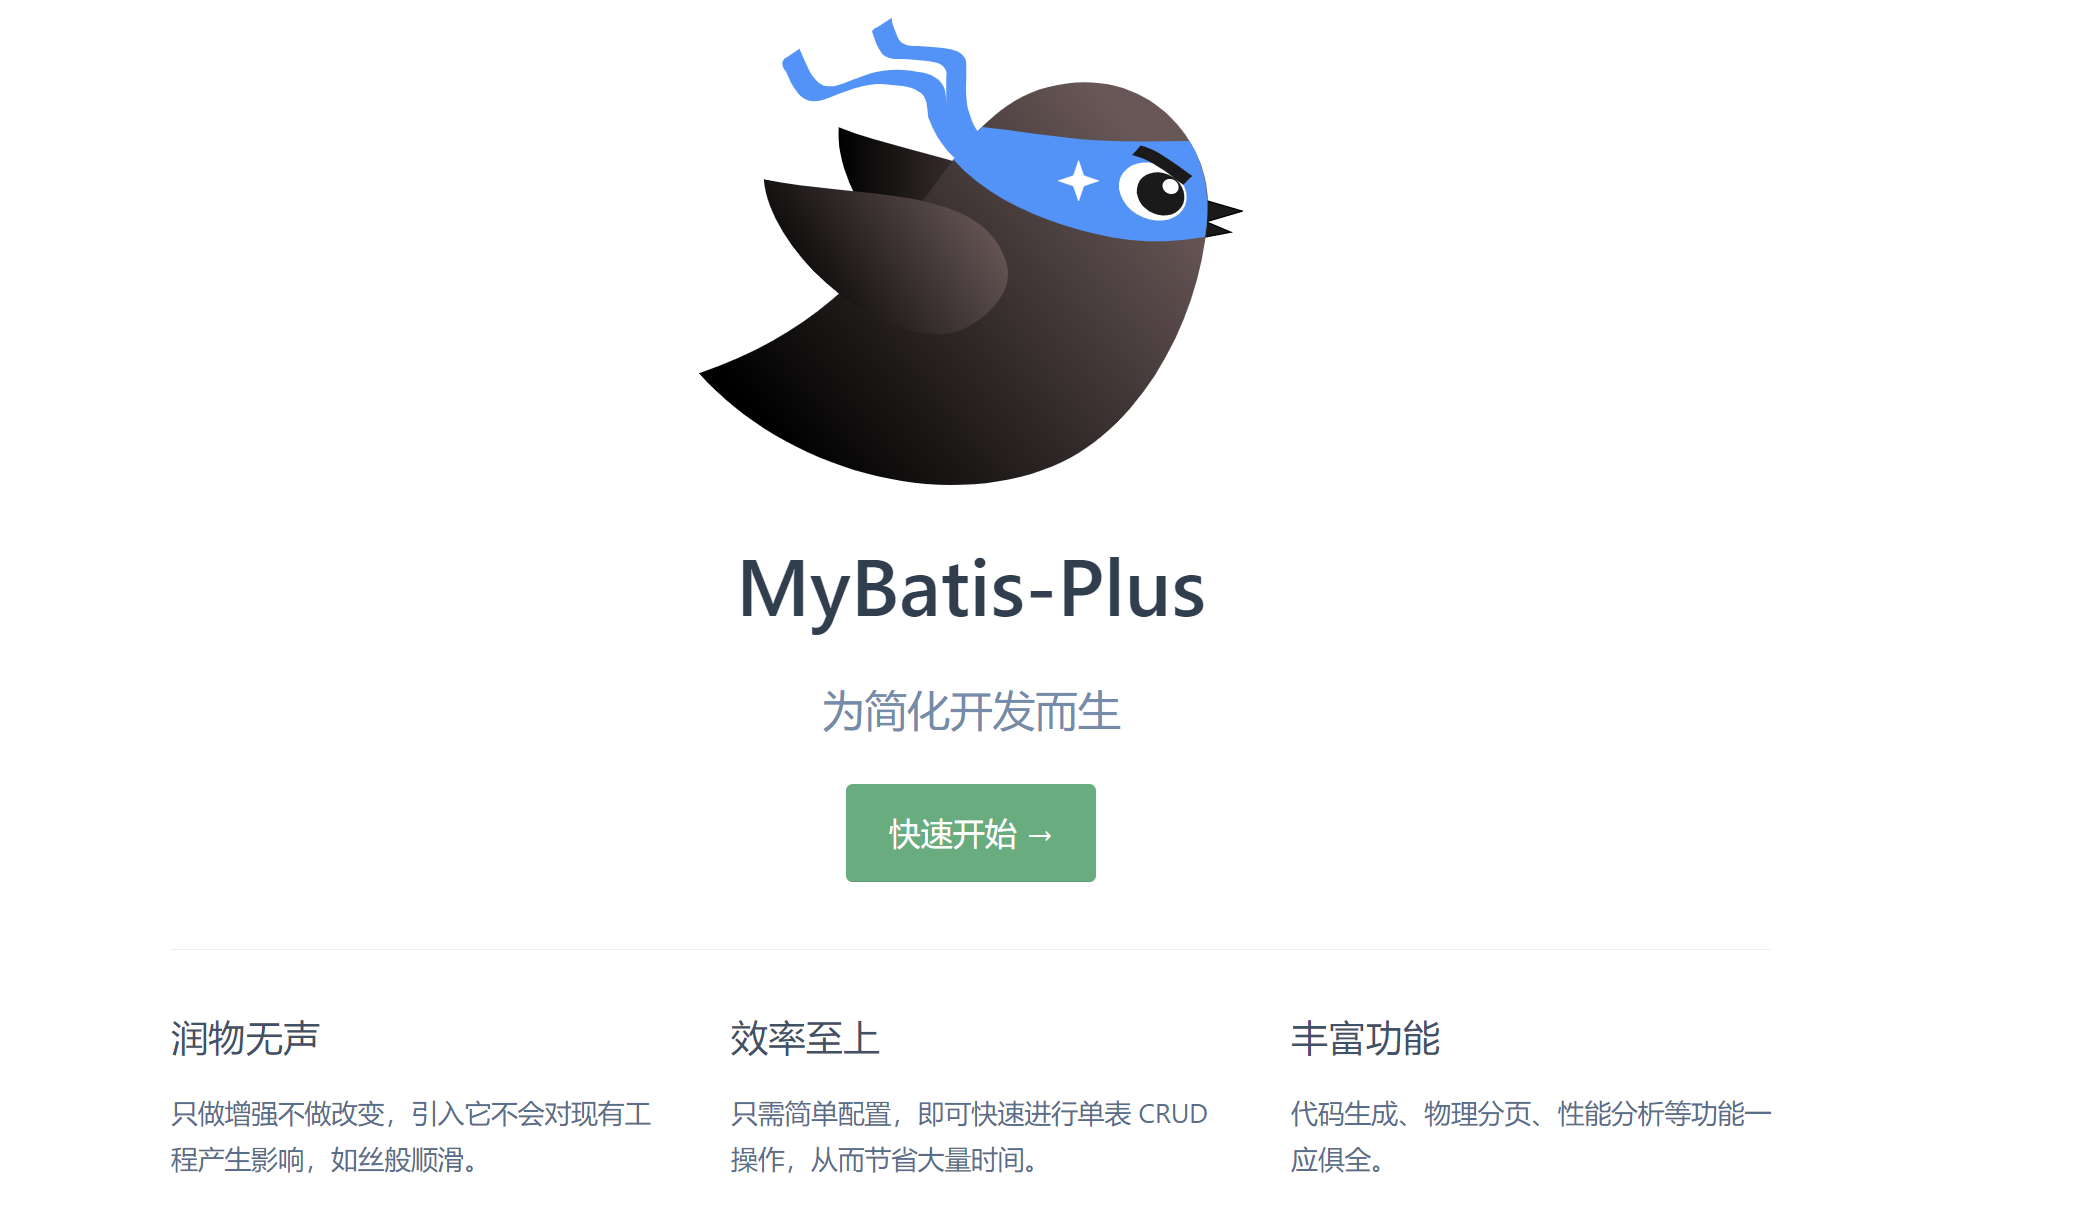 MyBatis-Plus
为简化开发而生
快速开始 →
润物无声
只做增强不做改变，引入它不会对现有工
程产生影响，如丝般顺滑。
效率至上
只需简单配置，即可快速进行单表 CRUD
操作，从而节省大量时间。
丰富功能
代码生成、物理分页、性能分析等功能一
应俱全。